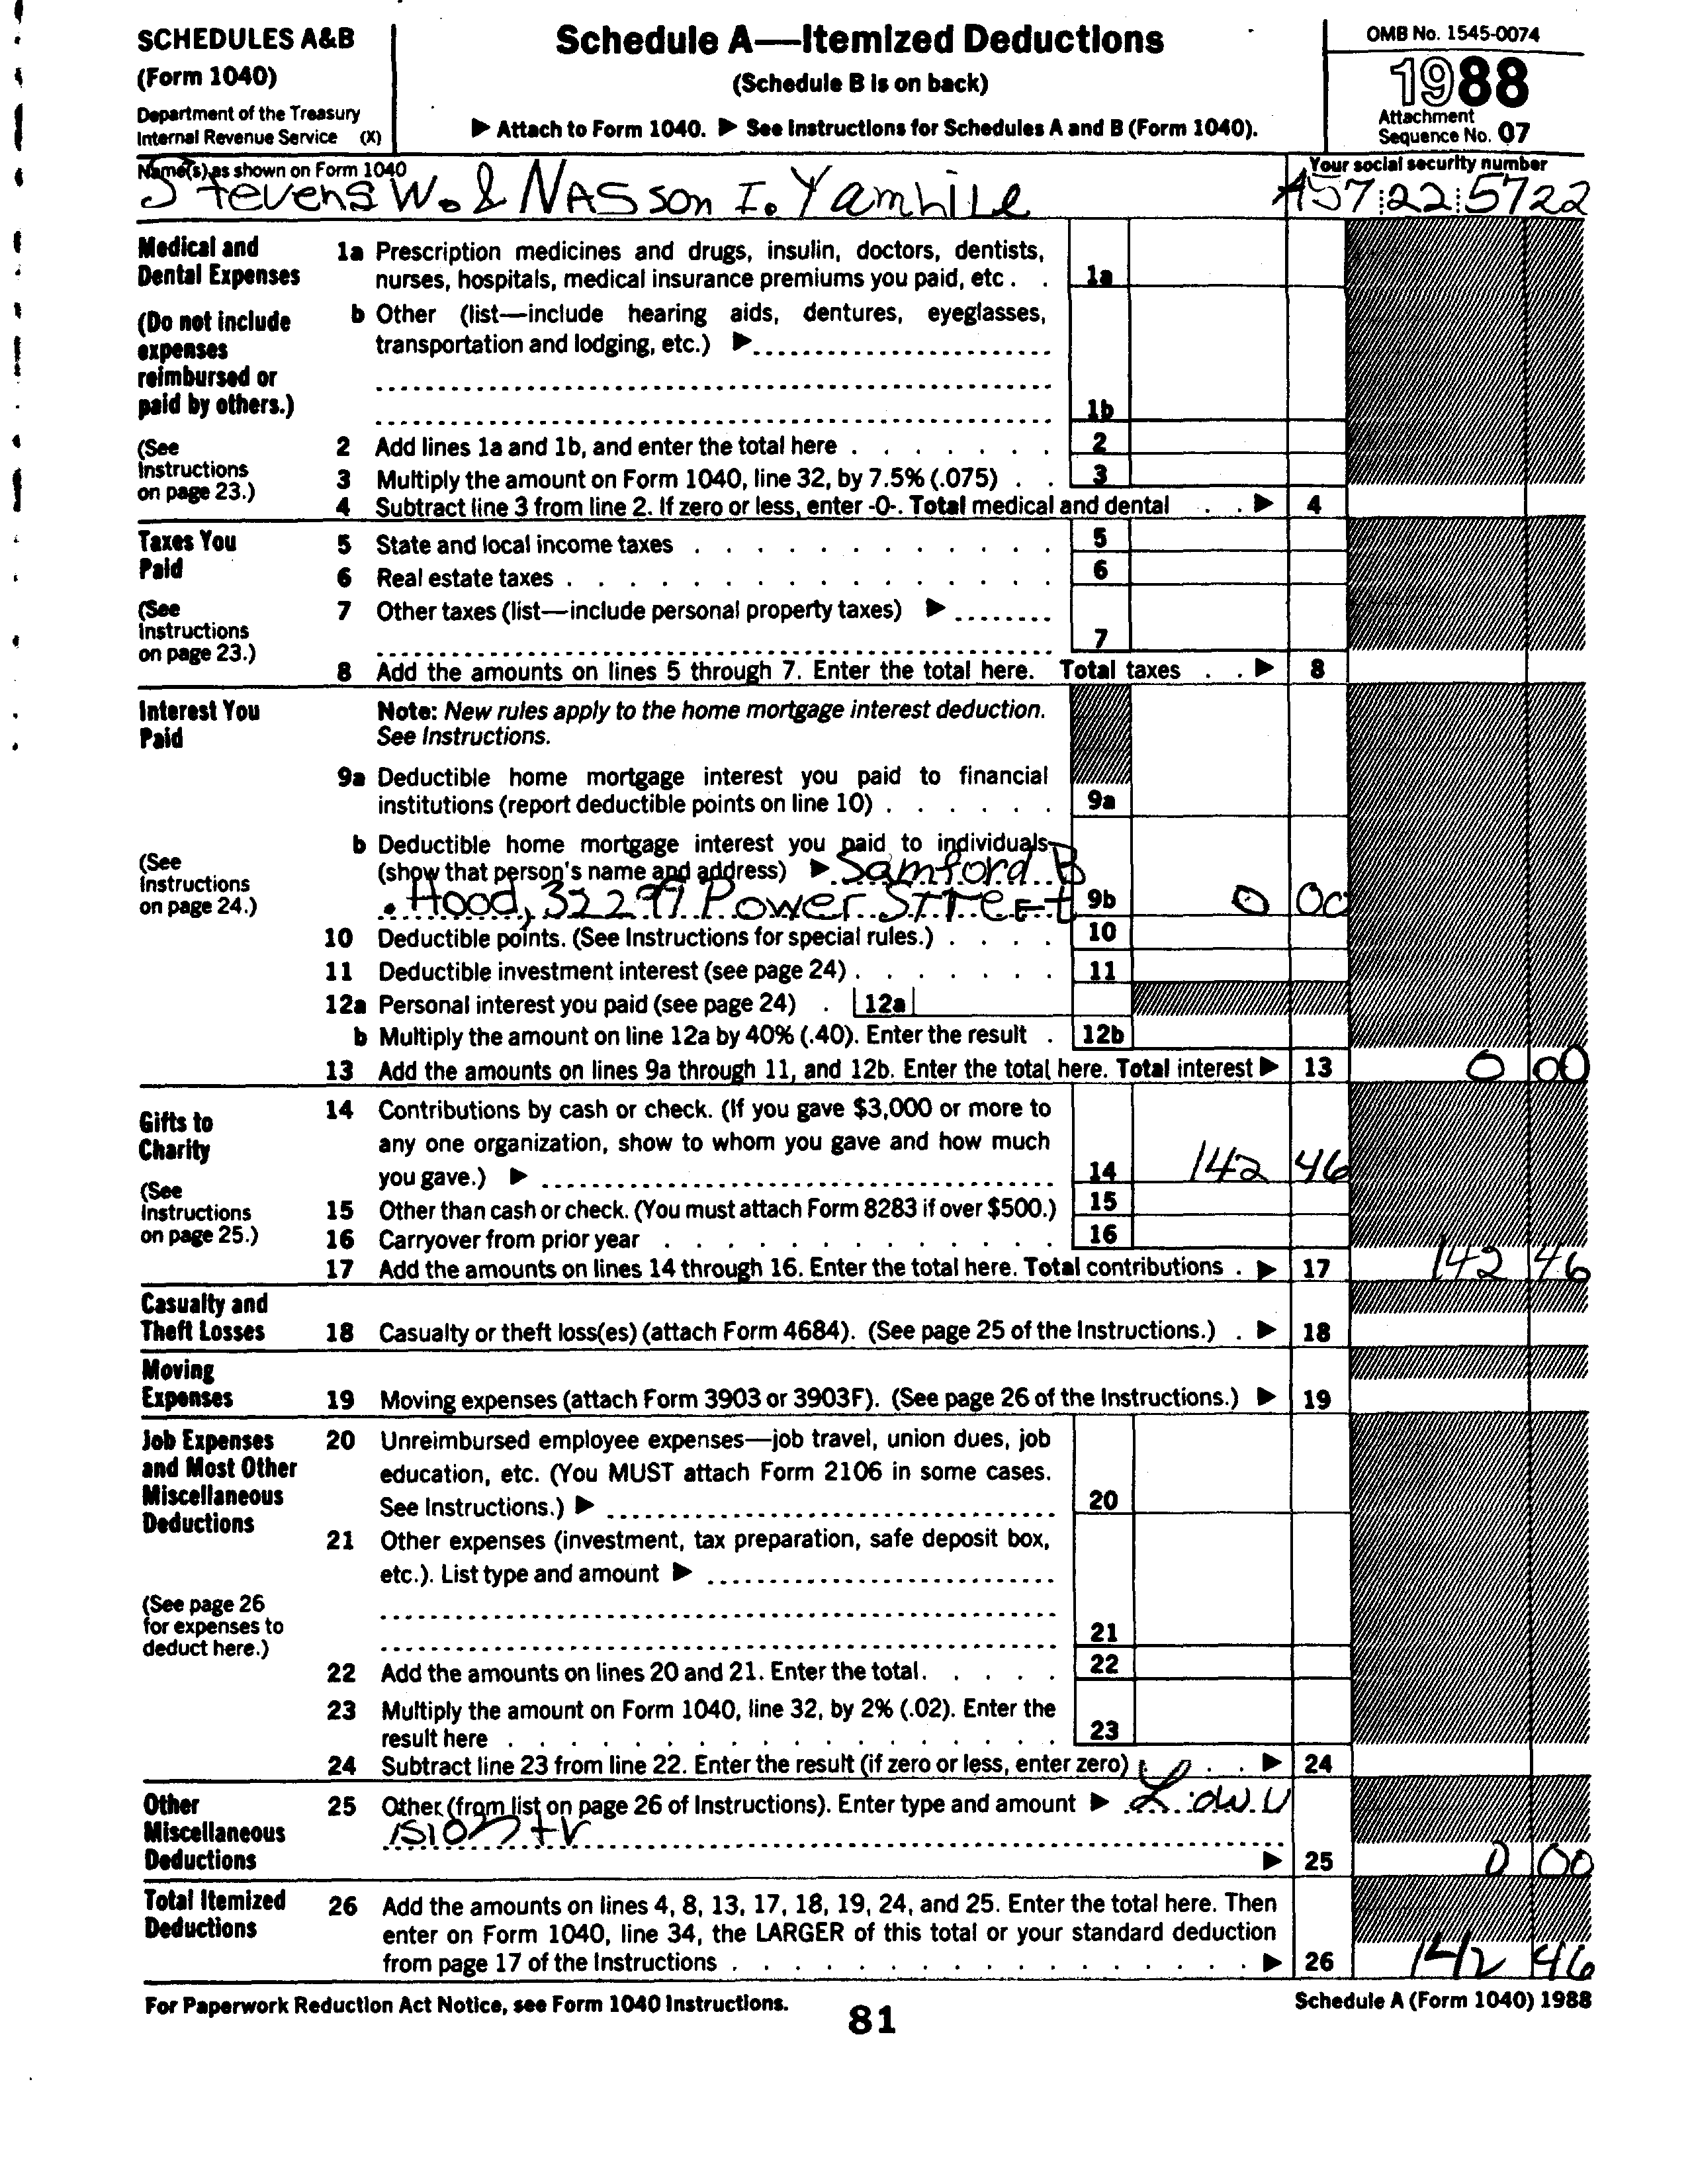 SCHEDULES A&B
(Form 1040)
Department of the Treasury
Internal Revenue Service (X)
Schedule A—Itemized Deductions
(Schedule B is on back)
▶ Attach to Form 1040. ▶ See Instructions for Schedules A and B (Form 1040).
OMB No. 1545-0074
1988
Attachment
Sequence No. 07
Name(s) as shown on Form 1040
Stevens W. & NASson I. Yamhile
Your social security number
A57 22 5722
Medical and
Dental Expenses
(Do not include
expenses
reimbursed or
paid by others.)
(See
Instructions
on page 23.)
1a Prescription medicines and drugs, insulin, doctors, dentists,
nurses, hospitals, medical insurance premiums you paid, etc . . 1a
b Other (list—include hearing aids, dentures, eyeglasses,
transportation and lodging, etc.) ▶
1b
2 Add lines 1a and 1b, and enter the total here . . . . . . . 2
3 Multiply the amount on Form 1040, line 32, by 7.5% (.075) . . 3
4 Subtract line 3 from line 2. If zero or less, enter -0-. Total medical and dental . . ▶ 4
Taxes You
Paid
(See
Instructions
on page 23.)
5 State and local income taxes . . . . . . . . . . . . 5
6 Real estate taxes . . . . . . . . . . . . . . . . 6
7 Other taxes (list—include personal property taxes) ▶
7
8 Add the amounts on lines 5 through 7. Enter the total here. Total taxes . . ▶ 8
Interest You
Paid
(See
Instructions
on page 24.)
Note: New rules apply to the home mortgage interest deduction.
See Instructions.
9a Deductible home mortgage interest you paid to financial
institutions (report deductible points on line 10) . . . . . . 9a
b Deductible home mortgage interest you paid to individuals
(show that person's name and address) ▶ Samford B
. Hood, 32299 Power STreet 9b 0 00
10 Deductible points. (See Instructions for special rules.) . . . . 10
11 Deductible investment interest (see page 24) . . . . . . . 11
12a Personal interest you paid (see page 24) . 12a
b Multiply the amount on line 12a by 40% (.40). Enter the result . 12b
13 Add the amounts on lines 9a through 11, and 12b. Enter the total here. Total interest ▶ 13 0 00
Gifts to
Charity
(See
Instructions
on page 25.)
14 Contributions by cash or check. (If you gave $3,000 or more to
any one organization, show to whom you gave and how much
you gave.) ▶ 14 142 46
15 Other than cash or check. (You must attach Form 8283 if over $500.) 15
16 Carryover from prior year . . . . . . . . . . . . . 16
17 Add the amounts on lines 14 through 16. Enter the total here. Total contributions . ▶ 17 142 46
Casualty and
Theft Losses
18 Casualty or theft loss(es) (attach Form 4684). (See page 25 of the Instructions.) . ▶ 18
Moving
Expenses
19 Moving expenses (attach Form 3903 or 3903F). (See page 26 of the Instructions.) ▶ 19
Job Expenses
and Most Other
Miscellaneous
Deductions
(See page 26
for expenses to
deduct here.)
20 Unreimbursed employee expenses—job travel, union dues, job
education, etc. (You MUST attach Form 2106 in some cases.
See Instructions.) ▶ 20
21 Other expenses (investment, tax preparation, safe deposit box,
etc.). List type and amount ▶
21
22 Add the amounts on lines 20 and 21. Enter the total. . . . . 22
23 Multiply the amount on Form 1040, line 32, by 2% (.02). Enter the
result here . . . . . . . . . . . . . . . . . . 23
24 Subtract line 23 from line 22. Enter the result (if zero or less, enter zero) . . ▶ 24
Other
Miscellaneous
Deductions
25 Other (from list on page 26 of Instructions). Enter type and amount ▶
▶ 25 0 00
Total Itemized
Deductions
26 Add the amounts on lines 4, 8, 13, 17, 18, 19, 24, and 25. Enter the total here. Then
enter on Form 1040, line 34, the LARGER of this total or your standard deduction
from page 17 of the Instructions . . . . . . . . . . . . . . . . . ▶ 26 142 46
For Paperwork Reduction Act Notice, see Form 1040 Instructions.
81
Schedule A (Form 1040) 1988